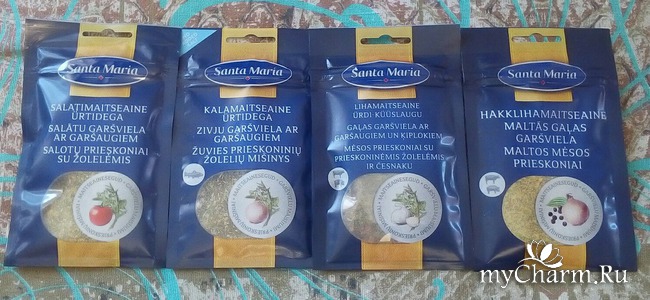 Santa Maria
SALATIMAITSEAINE
ÜRTIDEGA
SALĀTU GARŠVIELA
AR GARŠAUGIEM
SALOTŲ PRIESKONIAI
SU ŽOLELĖMIS
Santa Maria
KALAMAITSEAINE
ÜRTIDEGA
ZIVJU GARŠVIELA AR
GARŠAUGIEM
ŽUVIES PRIESKONINIŲ
ŽOLELIŲ MIŠINYS
Santa Maria
LIHAMAITSEAINE
ÜRDI- KÜÜSLAUGU
GAĻAS GARŠVIELA AR
GARŠAUGIEM UN ĶIPLOKIEM
MĖSOS PRIESKONIAI SU
PRIESKONINĖMIS ŽOLELĖMIS
IR ČESNAKU
Santa Maria
HAKKLIHAMAITSEAINE
MALTĀS GAĻAS
GARŠVIELA
MALTOS MĖSOS
PRIESKONIAI
myCharm.Ru